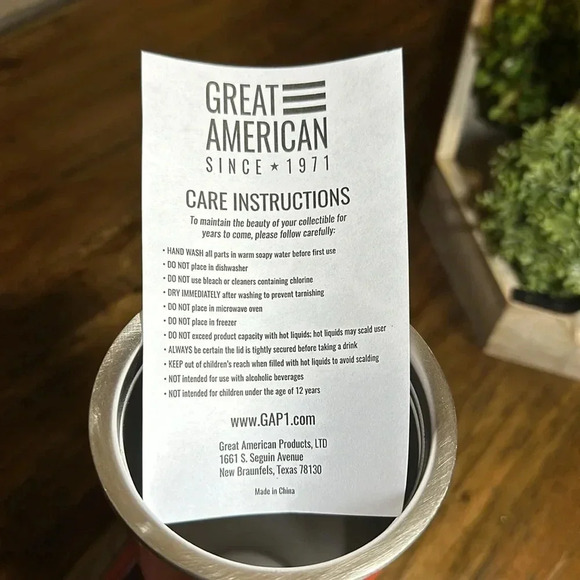 GREAT
AMERICAN
SINCE ★ 1971
CARE INSTRUCTIONS
To maintain the beauty of your collectible for
years to come, please follow carefully:
• HAND WASH all parts in warm soapy water before first use
• DO NOT place in dishwasher
• DO NOT use bleach or cleaners containing chlorine
• DRY IMMEDIATELY after washing to prevent tarnishing
• DO NOT place in microwave oven
• DO NOT place in freezer
• DO NOT exceed product capacity with hot liquids; hot liquids may scald user
• ALWAYS be certain the lid is tightly secured before taking a drink
• KEEP out of children's reach when filled with hot liquids to avoid scalding
• NOT intended for use with alcoholic beverages
• NOT intended for children under the age of 12 years
www.GAP1.com
Great American Products, LTD
1661 S. Seguin Avenue
New Braunfels, Texas 78130
Made in China